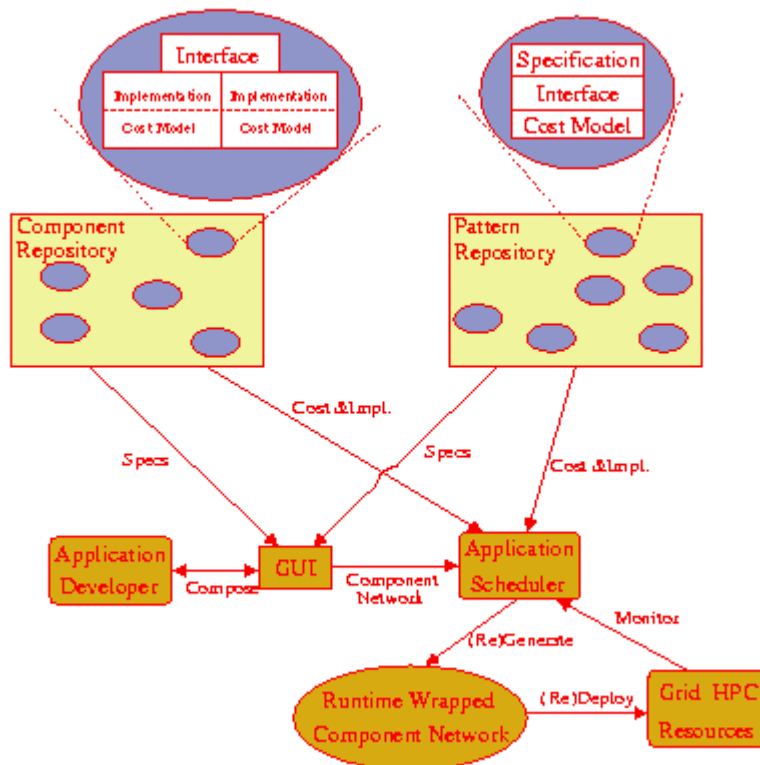 Interface
Implementation Implementation
Cost Model Cost Model
Specification
Interface
Cost Model
Component
Repository
Pattern
Repository
Cost &Impl.
Specs
Specs
Cost &Impl.
Application
Developer
Compose
GUI
Component
Network
Application
Scheduler
(Re)Generate
Monitor
Runtime Wrapped
Component Network
(Re)Deploy
Grid HPC
Resources